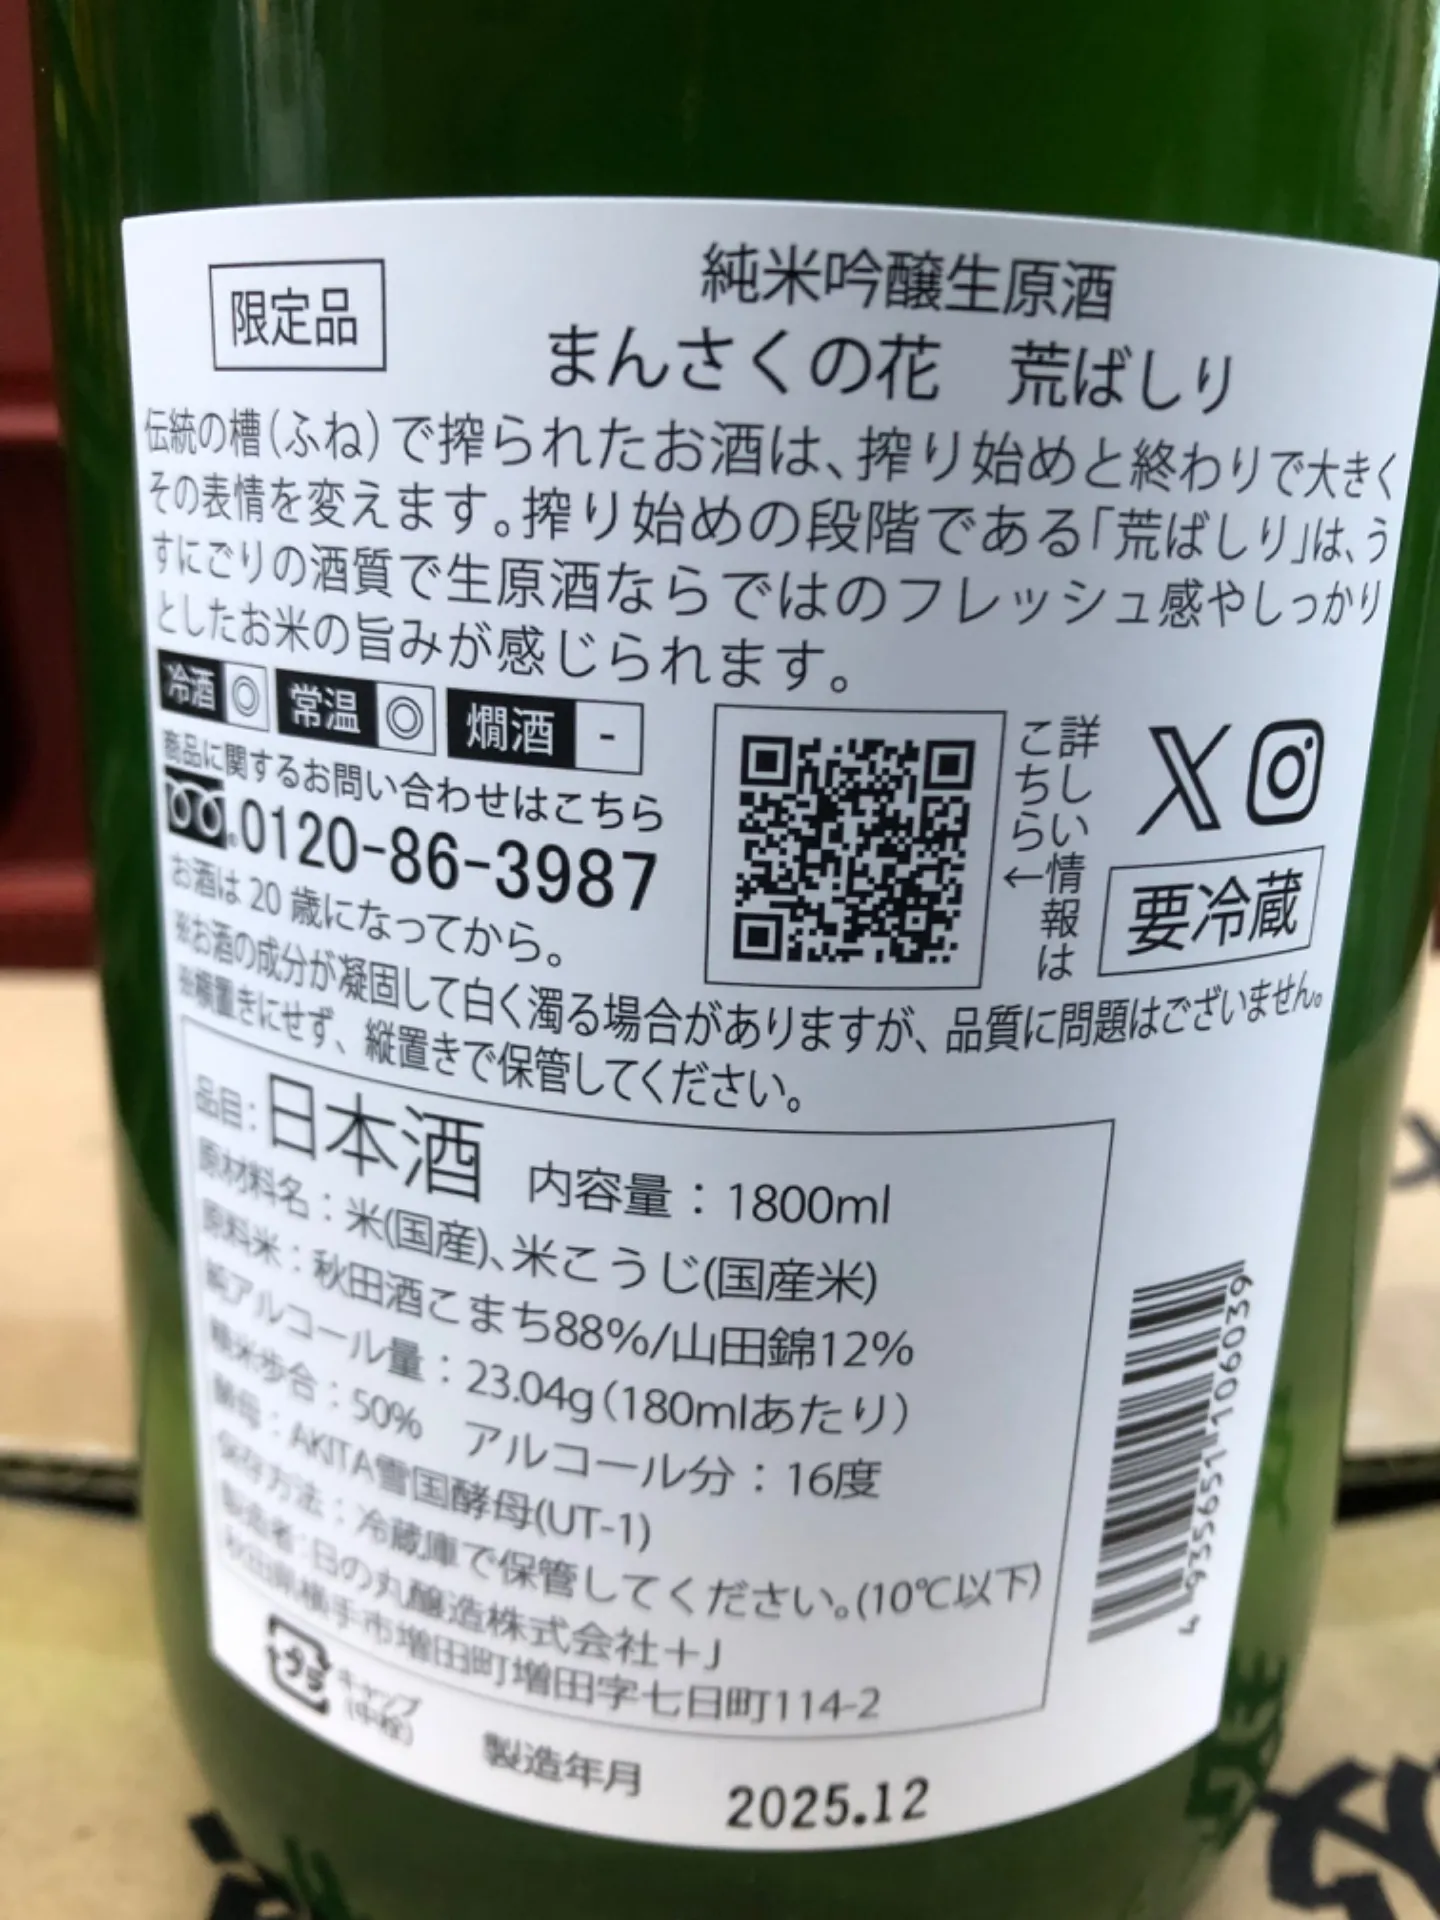 限定品
純米吟醸生原酒
まんさくの花　荒ばしり
伝統の槽(ふね)で搾られたお酒は、搾り始めと終わりで大きく
その表情を変えます。搾り始めの段階である「荒ばしり」は、う
すにごりの酒質で生原酒ならではのフレッシュ感やしっかり
としたお米の旨みが感じられます。
冷酒 ◎ 常温 ◎ 燗酒 -
商品に関するお問い合わせはこちら
0120-86-3987
お酒は20歳になってから。
詳しい情報は
こちら←
要冷蔵
※お酒の成分が凝固して白く濁る場合がありますが、品質に問題はございません。
※横置きにせず、縦置きで保管してください。
品目:日本酒　内容量：1800ml
原材料名：米(国産)、米こうじ(国産米)
原料米：秋田酒こまち88%/山田錦12%
純アルコール量：23.04g(180mlあたり)
精米歩合：50%　アルコール分：16度
酵母：AKITA雪国酵母(UT-1)
保存方法：冷蔵庫で保管してください。(10℃以下)
製造者:日の丸醸造株式会社+J
秋田県横手市増田町増田字七日町114-2
プラ キャップ
(中栓)
製造年月 2025.12
4935651106039